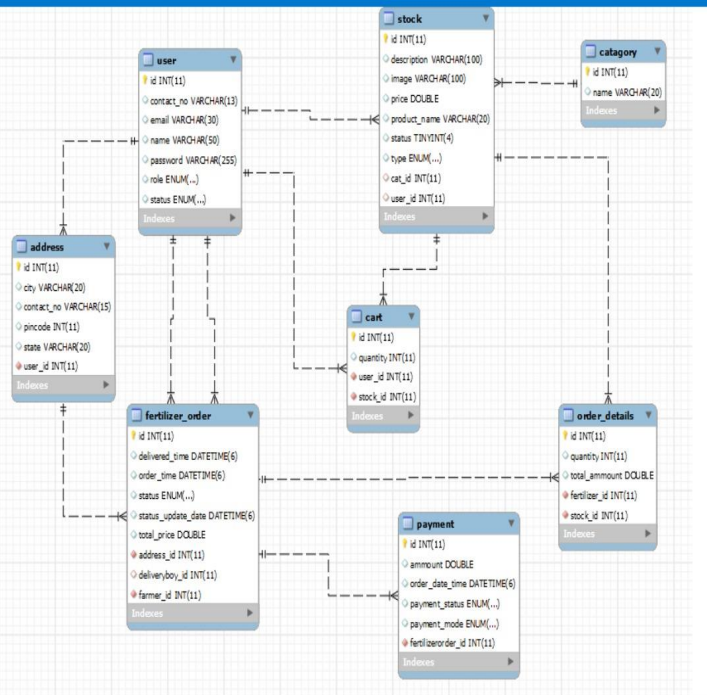 stock
id INT(11)
description VARCHAR(100)
image VARCHAR(100)
price DOUBLE
product_name VARCHAR(20)
status TINYINT(4)
type ENUM(...)
cat_id INT(11)
user_id INT(11)
Indexes
catagory
id INT(11)
name VARCHAR(20)
Indexes
user
id INT(11)
contact_no VARCHAR(13)
email VARCHAR(30)
name VARCHAR(50)
password VARCHAR(255)
role ENUM(...)
status ENUM(...)
Indexes
address
id INT(11)
city VARCHAR(20)
contact_no VARCHAR(15)
pincode INT(11)
state VARCHAR(20)
user_id INT(11)
Indexes
cart
id INT(11)
quantity INT(11)
user_id INT(11)
stock_id INT(11)
Indexes
fertilizer_order
id INT(11)
delivered_time DATETIME(6)
order_time DATETIME(6)
status ENUM(...)
status_update_date DATETIME(6)
total_price DOUBLE
address_id INT(11)
deliveryboy_id INT(11)
farmer_id INT(11)
Indexes
order_details
id INT(11)
quantity INT(11)
total_ammount DOUBLE
fertilizer_id INT(11)
stock_id INT(11)
Indexes
payment
id INT(11)
ammount DOUBLE
order_date_time DATETIME(6)
payment_status ENUM(...)
payment_mode ENUM(...)
fertilizerorder_id INT(11)
Indexes